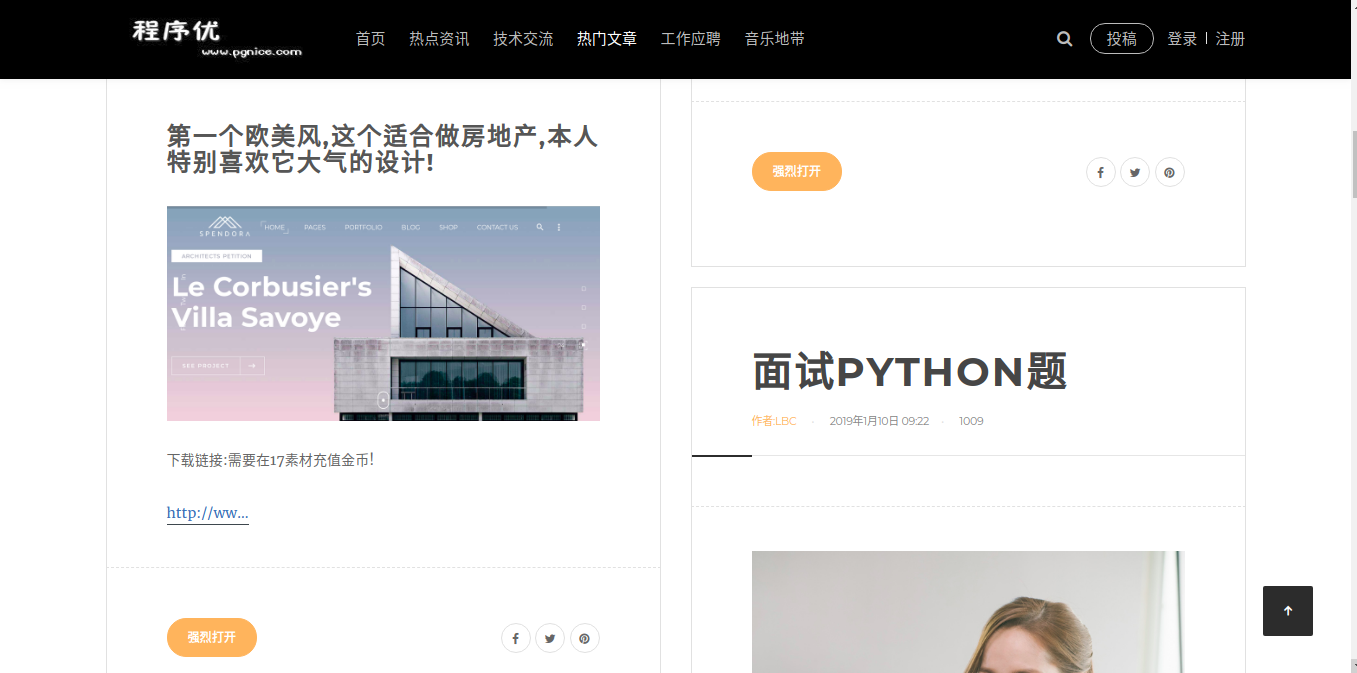 程序优
www.pgnice.com
首页 热点资讯 技术交流 热门文章 工作应聘 音乐地带
投稿 登录 注册
第一个欧美风,这个适合做房地产,本人
特别喜欢它大气的设计!
SPENDORA
HOME PAGES PORTFOLIO BLOG SHOP CONTACT US
ARCHITECTS PETITION
Le Corbusier's
Villa Savoye
SEE PROJECT
下载链接:需要在17素材充值金币!
http://ww...
强烈打开
强烈打开
面试PYTHON题
作者:LBC - 2019年1月10日 09:22 - 1009